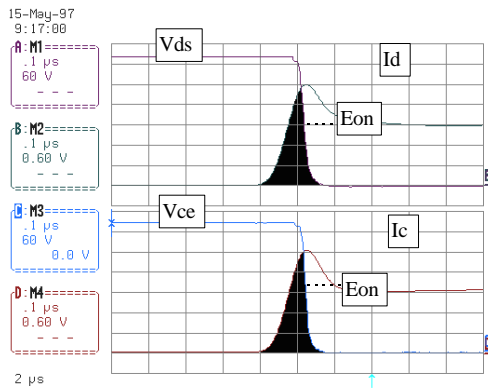 15-May-97
9:17:00
A:M1
.1 µs
60 V
- - -
B:M2
.1 µs
0.60 V
- - -
C:M3
.1 µs
60 V
0.0 V
D:M4
.1 µs
0.60 V
- - -
2 µs
Vds
Id
Eon
Vce
Ic
Eon